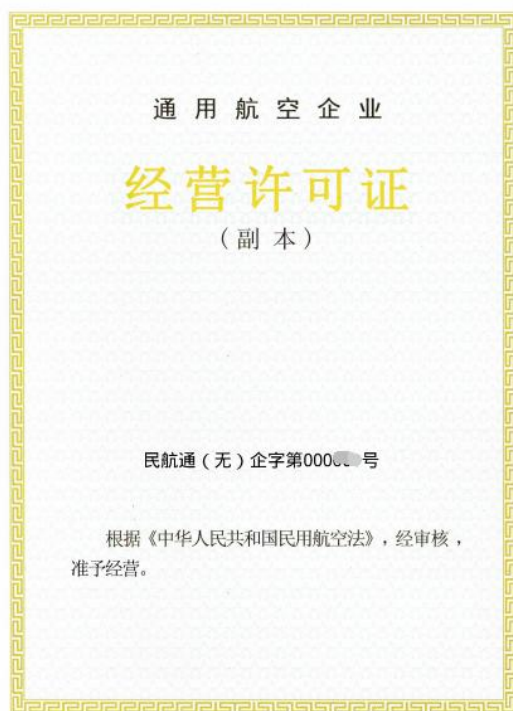 通用航空企业
经营许可证
（副本）
民航通（无）企字第000 号
根据《中华人民共和国民用航空法》，经审核，
准予经营。